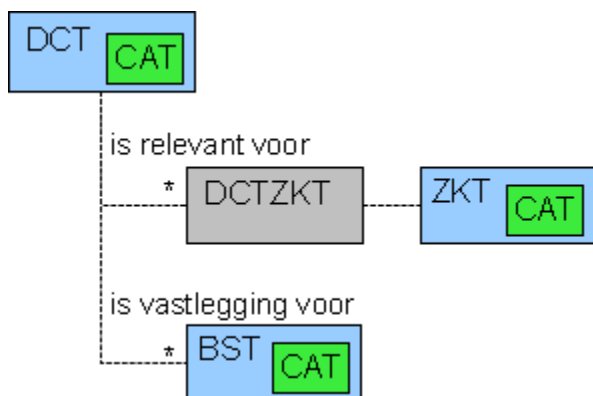 DCT
CAT
is relevant voor
*
DCTZKT
ZKT
CAT
is vastlegging voor
*
BST
CAT